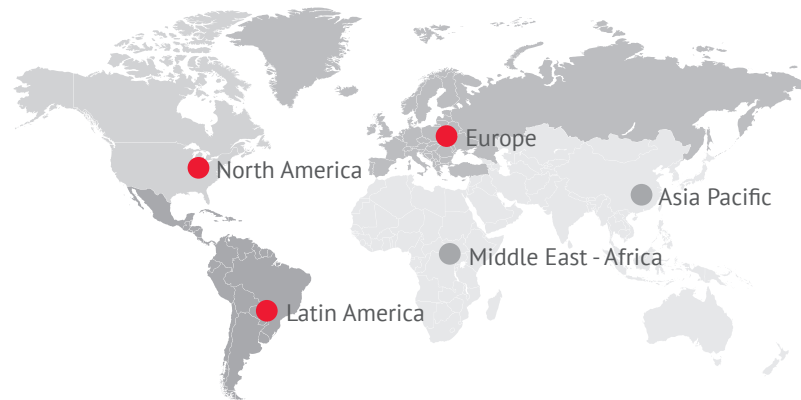 Europe
North America
Asia Pacific
Middle East - Africa
Latin America